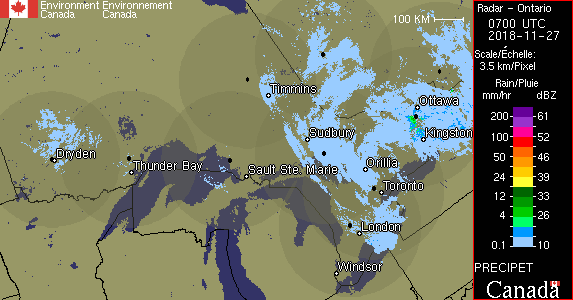 Environment Environnement
Canada Canada
100 KM
Timmins
Ottawa
Sudbury
Kingston
Dryden
Thunder Bay
Sault Ste. Marie
Orillia
Toronto
London
Windsor
Radar - Ontario
0700 UTC
2018-11-27
Scale/Échelle:
3.5 km/Pixel
Rain/Pluie
mm/hr dBZ
200 61
100 52
50 46
24 39
12 33
4 26
0.1 10
PRECIPET
Canada